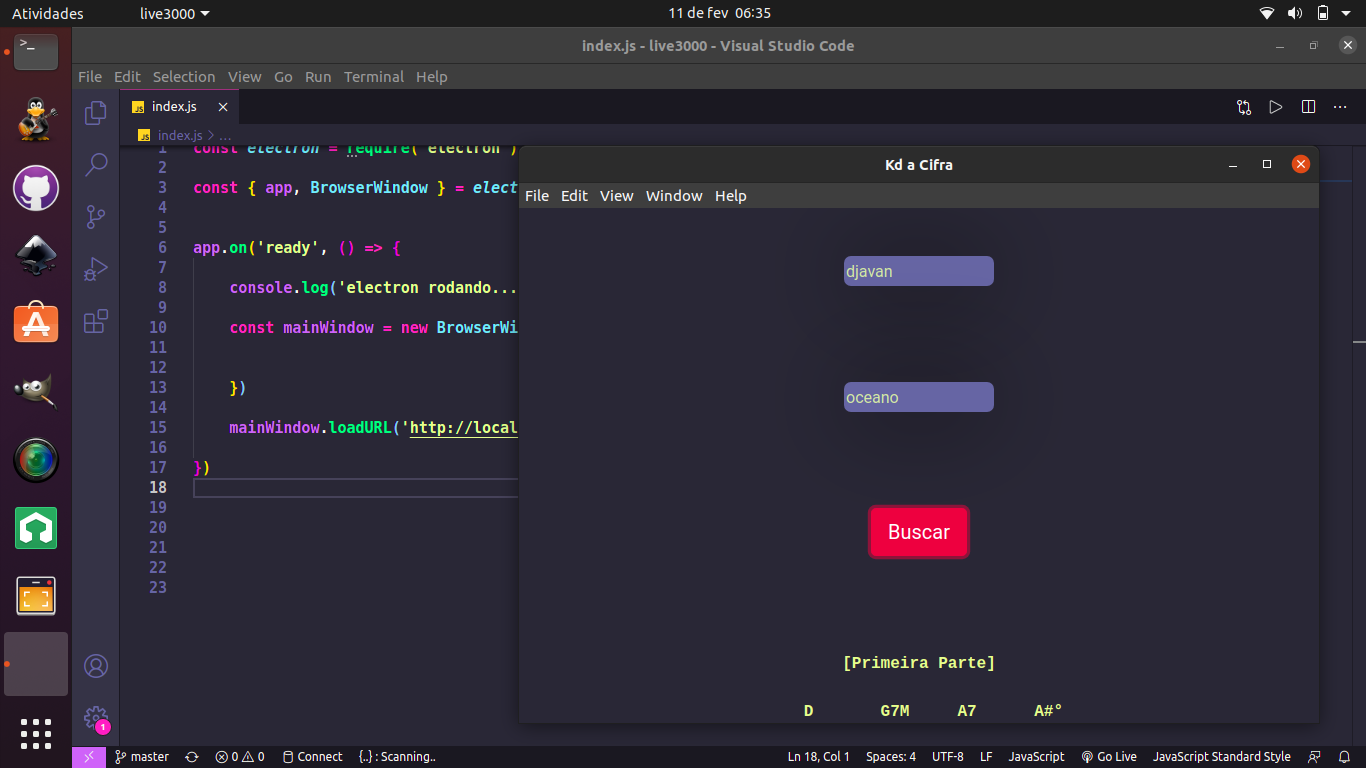 Atividades
live3000
11 de fev 06:35
index.js - live3000 - Visual Studio Code
File Edit Selection View Go Run Terminal Help
JS index.js
JS index.js > ...
1 const electron = require('electron')
2
3 const { app, BrowserWindow } = elect
4
5
6 app.on('ready', () => {
7
8 console.log('electron rodando...
9
10 const mainWindow = new BrowserWi
11
12
13 })
14
15 mainWindow.loadURL('http://local
16
17 })
18
19
20
21
22
23
Kd a Cifra
File Edit View Window Help
djavan
oceano
Buscar
[Primeira Parte]
D G7M A7 A#°
1
master
0 0
Connect
{..} : Scanning..
Ln 18, Col 1
Spaces: 4
UTF-8
LF
JavaScript
Go Live
JavaScript Standard Style